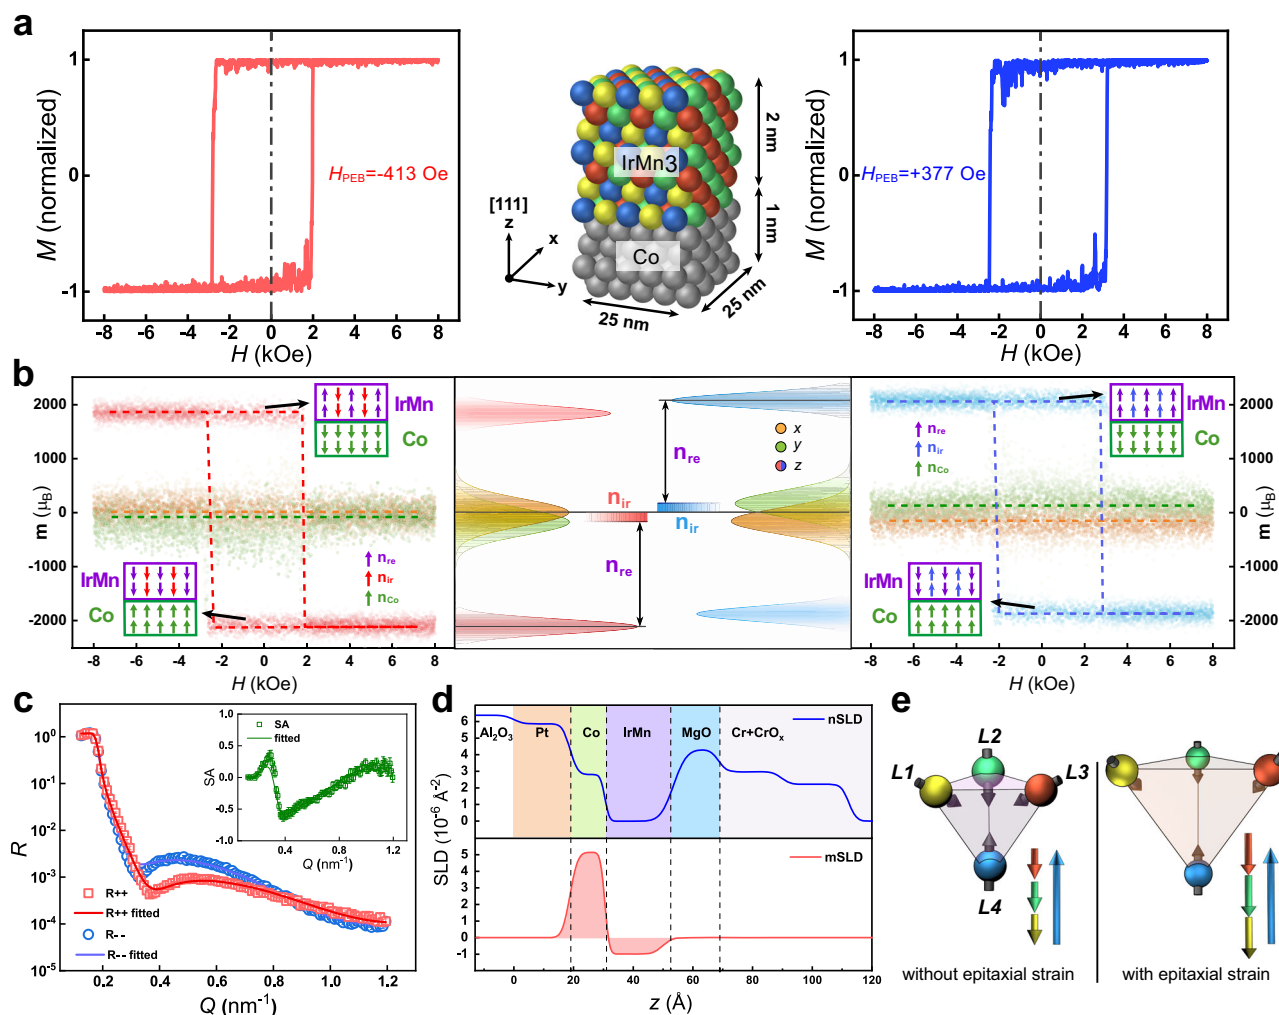 a
M (normalized)
1
0
-1
-8 -6 -4 -2 0 2 4 6 8
H (kOe)
H_PEB=-413 Oe
[111]
z
x
y
IrMn3
Co
2 nm
1 nm
25 nm
25 nm
M (normalized)
1
0
-1
-8 -6 -4 -2 0 2 4 6 8
H (kOe)
H_PEB=+377 Oe
b
m (μ_B)
2000
1000
0
-1000
-2000
-8 -6 -4 -2 0 2 4 6 8
H (kOe)
IrMn
Co
n_re
n_ir
n_Co
IrMn
Co
x
y
z
n_re
n_ir
n_ir
n_re
IrMn
Co
n_re
n_ir
n_Co
IrMn
Co
2000
1000
0
-1000
-2000
m (μ_B)
-8 -6 -4 -2 0 2 4 6 8
H (kOe)
c
R
10⁰
10⁻¹
10⁻²
10⁻³
10⁻⁴
10⁻⁵
0.2 0.4 0.6 0.8 1.0 1.2
Q (nm⁻¹)
R++
R++ fitted
R- -
R- - fitted
SA
1.0
0.5
0.0
-0.5
-1.0
0.4 0.8 1.2
Q (nm⁻¹)
SA
fitted
d
SLD (10⁻⁶ Å⁻²)
6
5
4
3
2
1
0
Al₂O₃ Pt Co IrMn MgO Cr+CrOₓ
nSLD
5
4
3
2
1
0
-1
mSLD
0 20 40 60 80 100 120
z (Å)
e
L2
L1
L3
L4
without epitaxial strain
with epitaxial strain